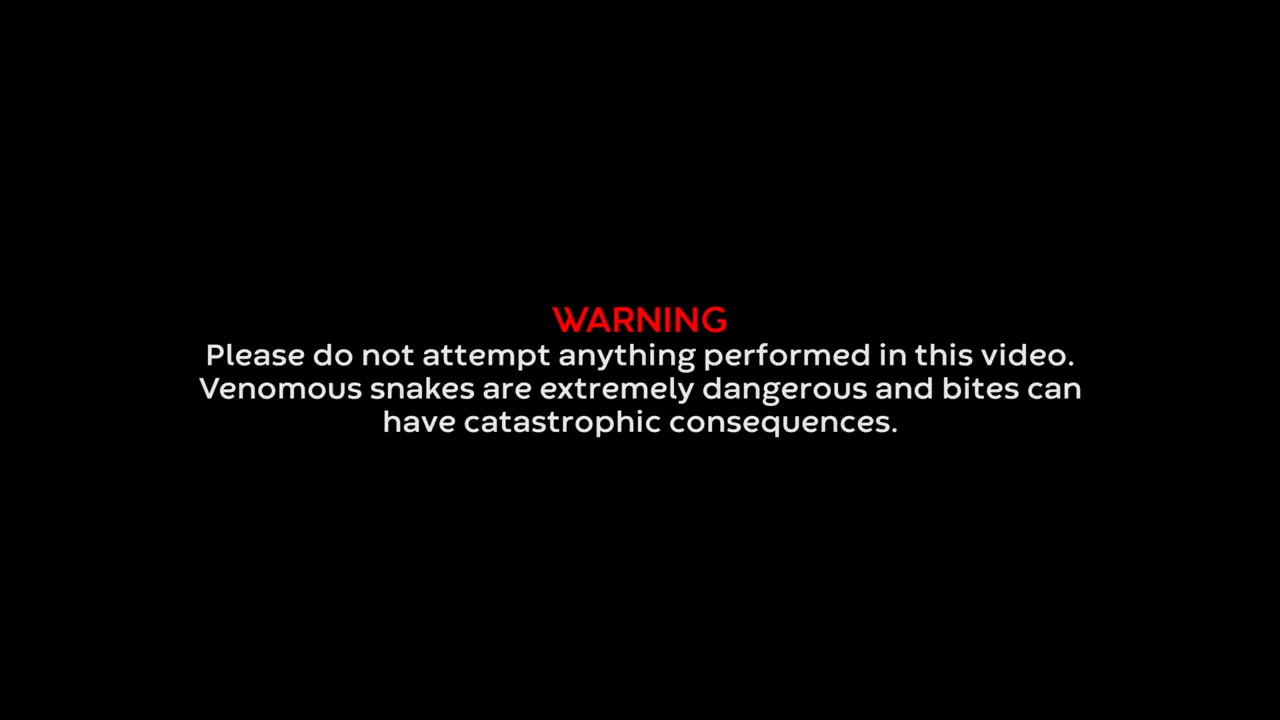 WARNING
Please do not attempt anything performed in this video.
Venomous snakes are extremely dangerous and bites can
have catastrophic consequences.